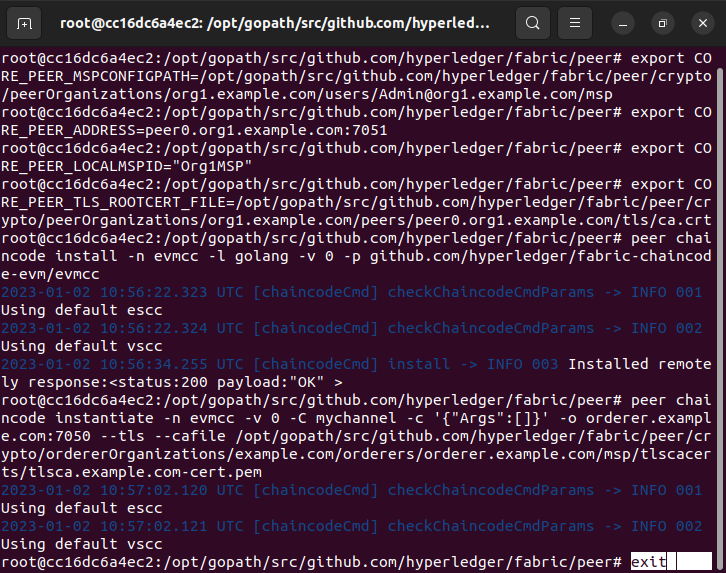 root@cc16dc6a4ec2: /opt/gopath/src/github.com/hyperled...
root@cc16dc6a4ec2:/opt/gopath/src/github.com/hyperledger/fabric/peer# export CO
RE_PEER_MSPCONFIGPATH=/opt/gopath/src/github.com/hyperledger/fabric/peer/crypto
/peerOrganizations/org1.example.com/users/Admin@org1.example.com/msp
root@cc16dc6a4ec2:/opt/gopath/src/github.com/hyperledger/fabric/peer# export CO
RE_PEER_ADDRESS=peer0.org1.example.com:7051
root@cc16dc6a4ec2:/opt/gopath/src/github.com/hyperledger/fabric/peer# export CO
RE_PEER_LOCALMSPID="Org1MSP"
root@cc16dc6a4ec2:/opt/gopath/src/github.com/hyperledger/fabric/peer# export CO
RE_PEER_TLS_ROOTCERT_FILE=/opt/gopath/src/github.com/hyperledger/fabric/peer/cr
ypto/peerOrganizations/org1.example.com/peers/peer0.org1.example.com/tls/ca.crt
root@cc16dc6a4ec2:/opt/gopath/src/github.com/hyperledger/fabric/peer# peer chai
ncode install -n evmcc -l golang -v 0 -p github.com/hyperledger/fabric-chaincod
e-evm/evmcc
2023-01-02 10:56:22.323 UTC [chaincodeCmd] checkChaincodeCmdParams -> INFO 001
Using default escc
2023-01-02 10:56:22.324 UTC [chaincodeCmd] checkChaincodeCmdParams -> INFO 002
Using default vscc
2023-01-02 10:56:34.255 UTC [chaincodeCmd] install -> INFO 003 Installed remote
ly response:<status:200 payload:"OK" >
root@cc16dc6a4ec2:/opt/gopath/src/github.com/hyperledger/fabric/peer# peer chai
ncode instantiate -n evmcc -v 0 -C mychannel -c '{"Args":[]}' -o orderer.exampl
e.com:7050 --tls --cafile /opt/gopath/src/github.com/hyperledger/fabric/peer/cr
ypto/ordererOrganizations/example.com/orderers/orderer.example.com/msp/tlscacer
ts/tlsca.example.com-cert.pem
2023-01-02 10:57:02.120 UTC [chaincodeCmd] checkChaincodeCmdParams -> INFO 001
Using default escc
2023-01-02 10:57:02.121 UTC [chaincodeCmd] checkChaincodeCmdParams -> INFO 002
Using default vscc
root@cc16dc6a4ec2:/opt/gopath/src/github.com/hyperledger/fabric/peer# exit